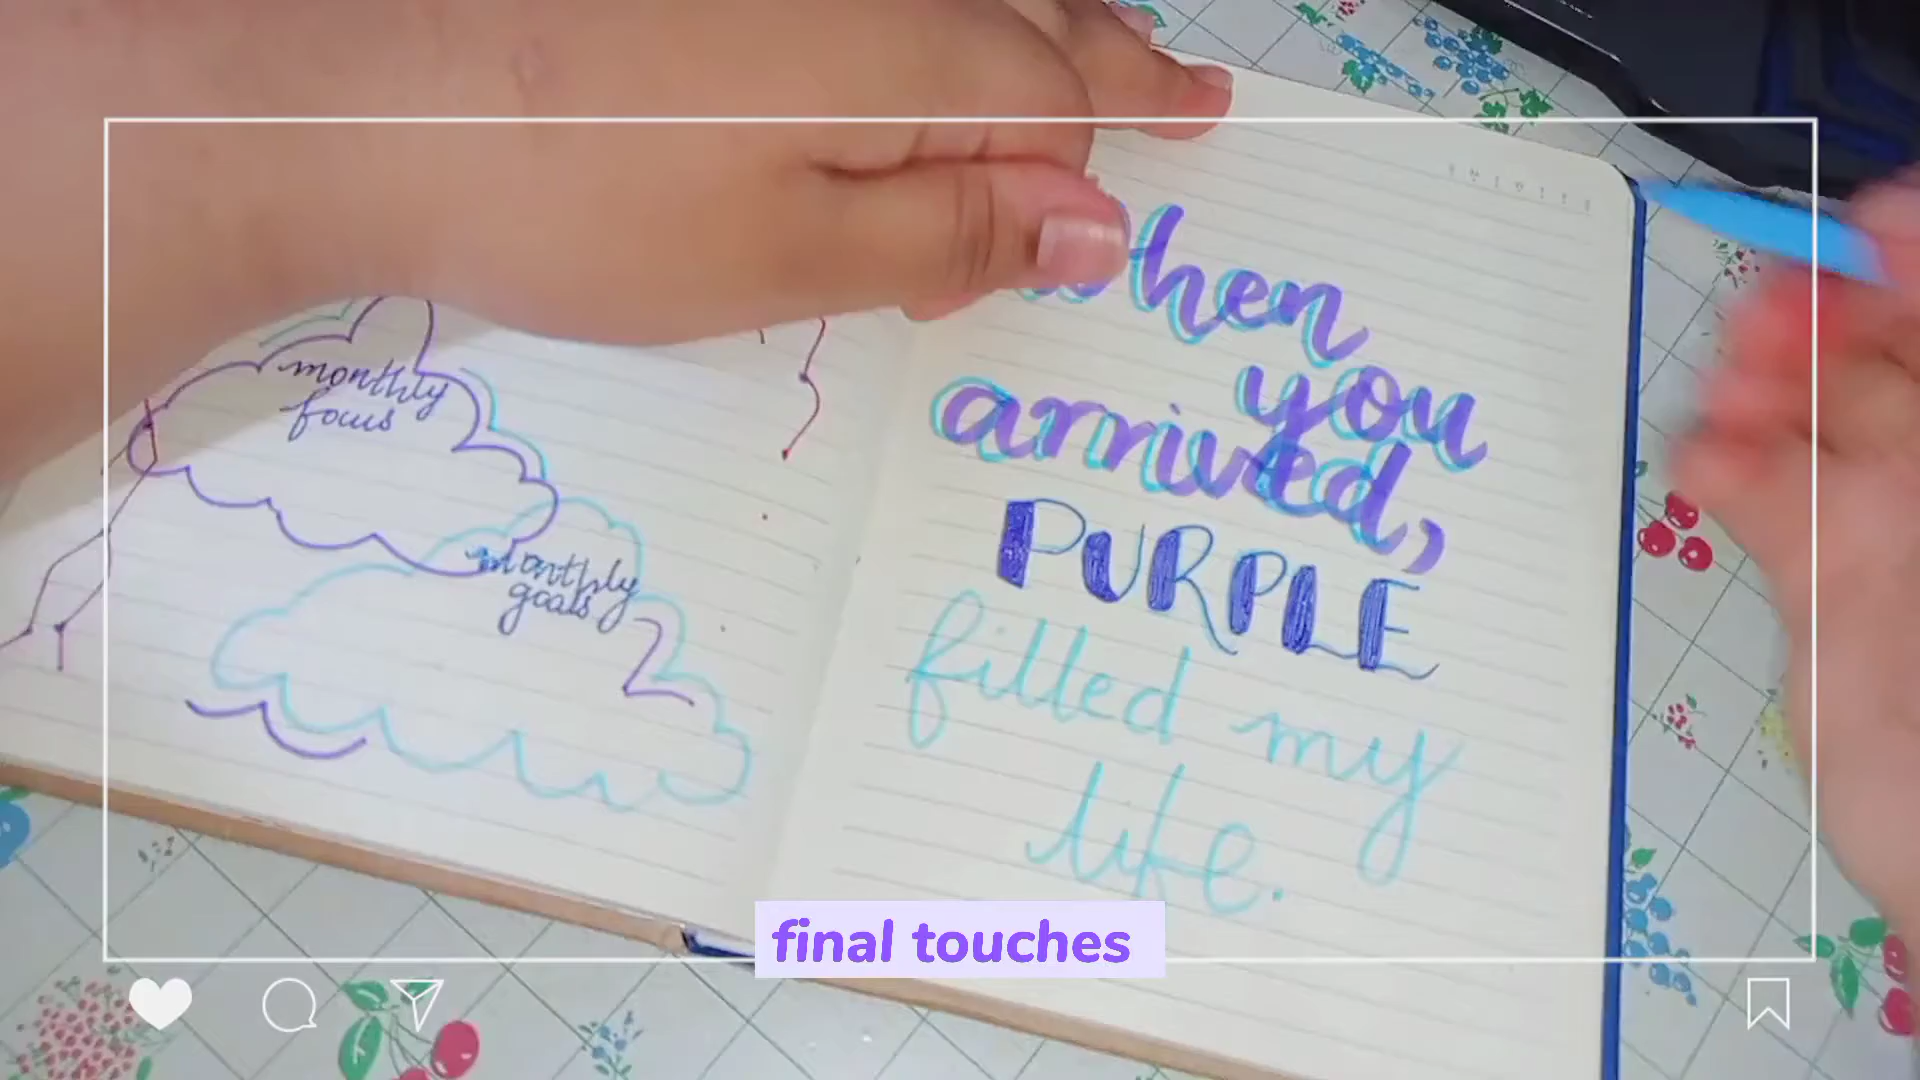 monthly
focus
monthly
goals
When
you
arrived,
PURPLE
filled my
life.
final touches